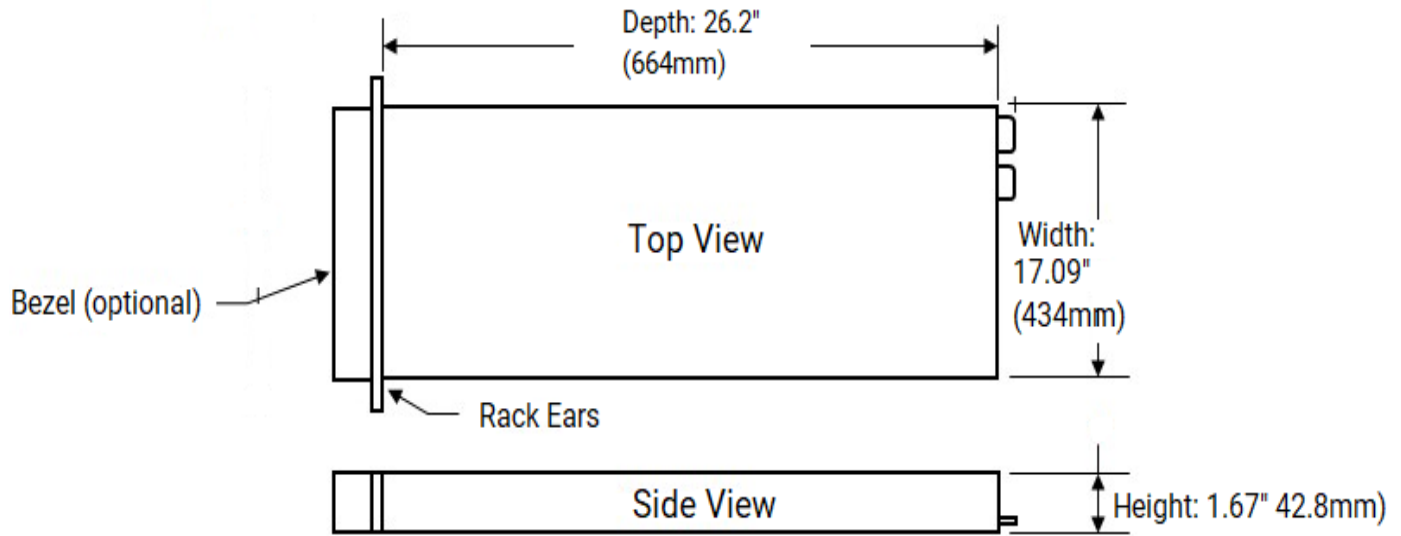 Depth: 26.2"
(664mm)
Top View
Width:
17.09"
(434mm)
Bezel (optional)
Rack Ears
Side View
Height: 1.67" 42.8mm)